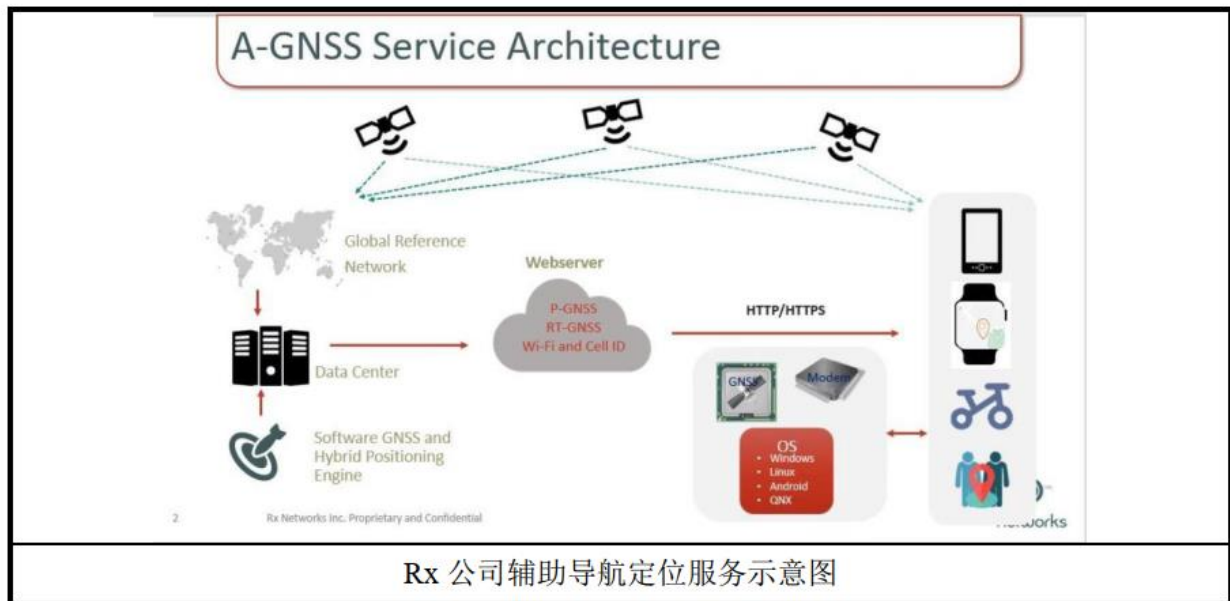 A-GNSS Service Architecture
Global Reference
Network
Webserver
P-GNSS
RT-GNSS
Wi-Fi and Cell ID
HTTP/HTTPS
Data Center
GNSS
Modem
Software GNSS and
Hybrid Positioning
Engine
OS
• Windows
• Linux
• Android
• QNX
2
Rx Networks Inc. Proprietary and Confidential
Rx 公司辅助导航定位服务示意图